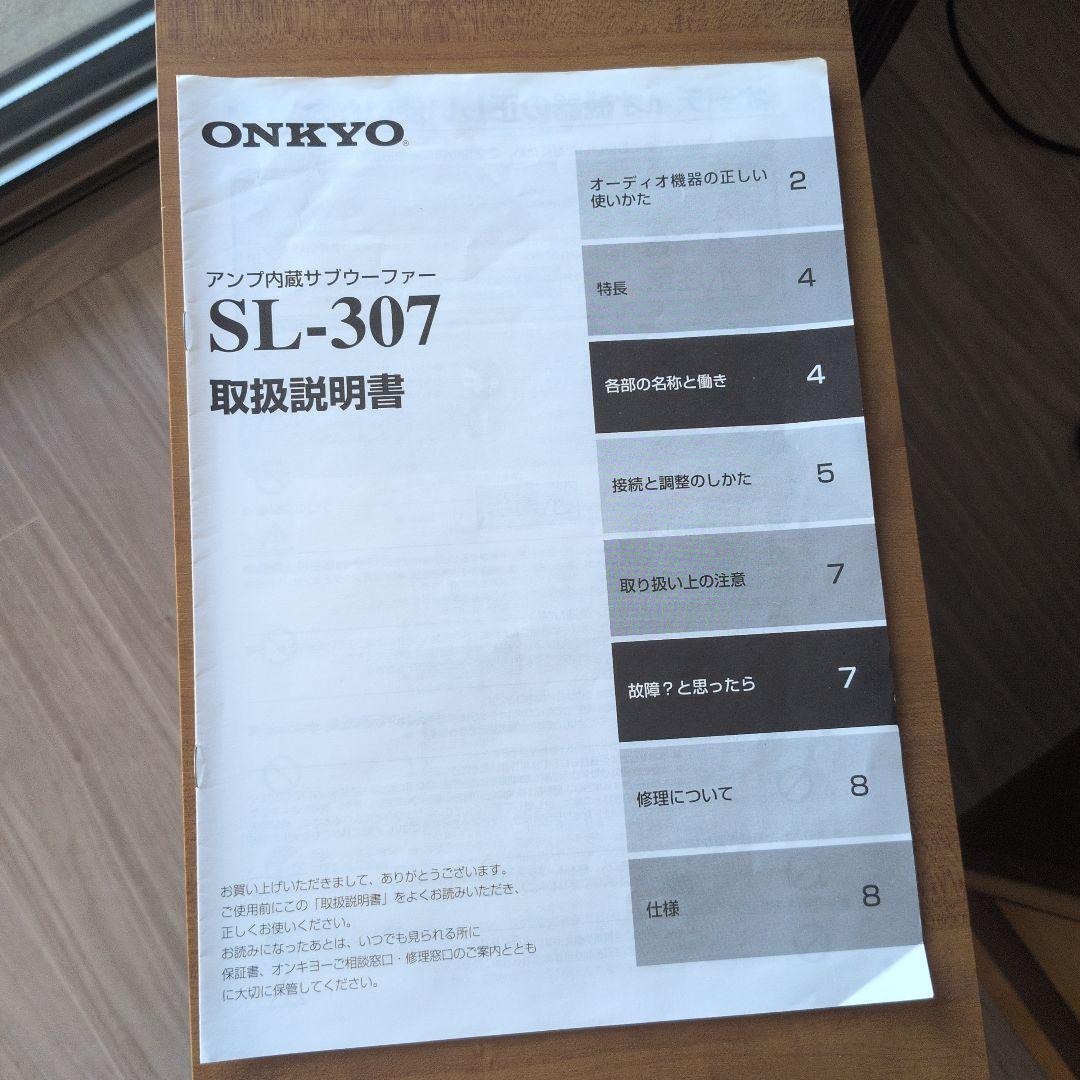 ONKYO®
アンプ内蔵サブウーファー
SL-307
取扱説明書
オーディオ機器の正しい
使いかた 2
特長 4
各部の名称と働き 4
接続と調整のしかた 5
取り扱い上の注意 7
故障?と思ったら 7
修理について 8
仕様 8
お買い上げいただきまして、ありがとうございます。
ご使用前にこの「取扱説明書」をよくお読みいただき、
正しくお使いください。
お読みになったあとは、いつでも見られる所に
保証書、オンキヨーご相談窓口・修理窓口のご案内ととも
に大切に保管してください。